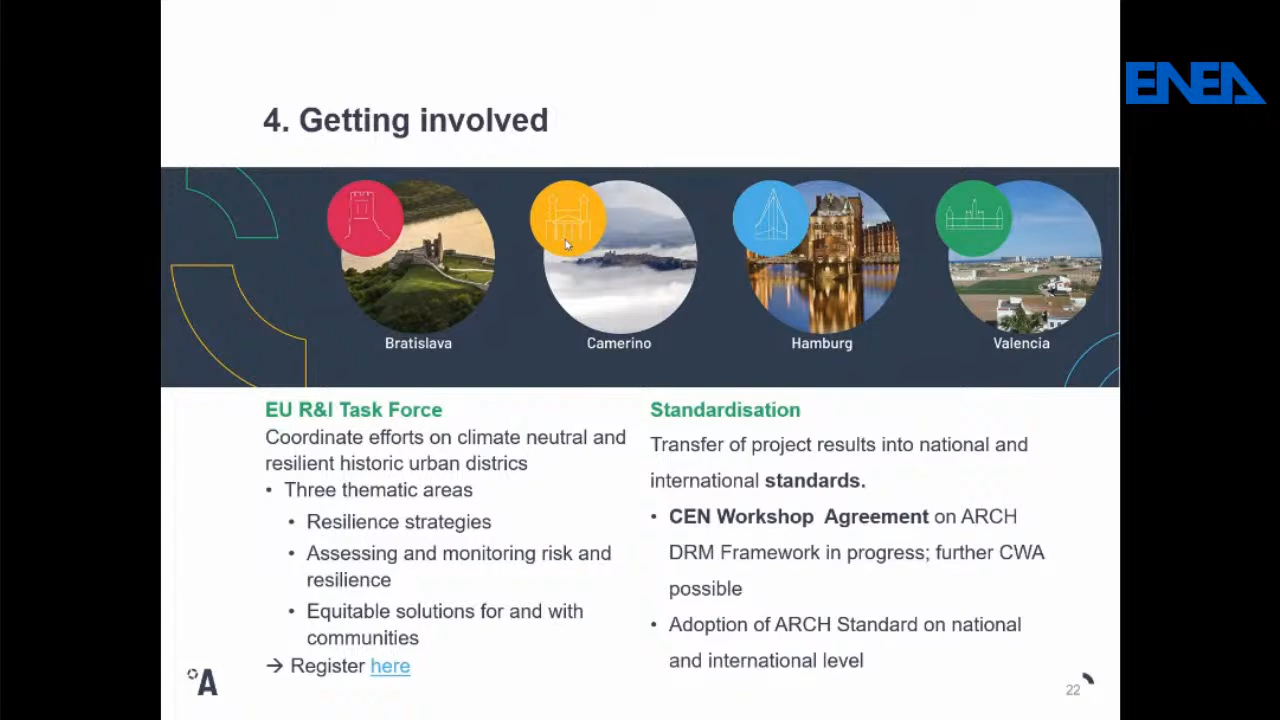 ENEA
4. Getting involved
Bratislava
Camerino
Hamburg
Valencia
EU R&I Task Force
Coordinate efforts on climate neutral and
resilient historic urban districs
• Three thematic areas
• Resilience strategies
• Assessing and monitoring risk and
resilience
• Equitable solutions for and with
communities
→ Register here
Standardisation
Transfer of project results into national and
international standards.
• CEN Workshop Agreement on ARCH
DRM Framework in progress; further CWA
possible
• Adoption of ARCH Standard on national
and international level
A
22